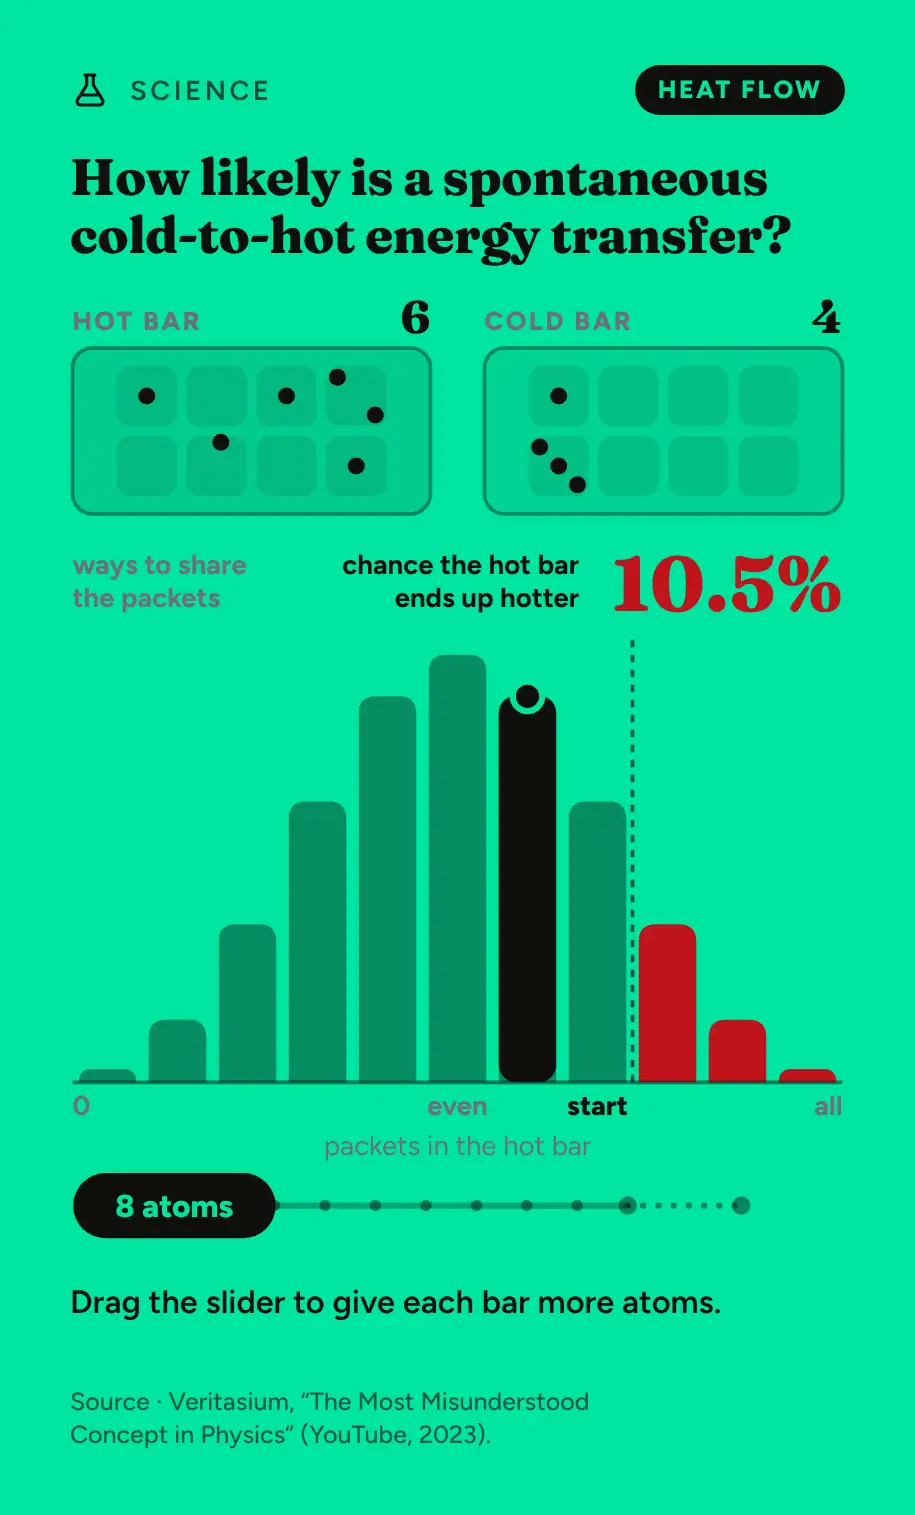 SCIENCE
HEAT FLOW
How likely is a spontaneous
cold-to-hot energy transfer?
HOT BAR 6
COLD BAR 4
ways to share
the packets
chance the hot bar
ends up hotter
10.5%
0 even start all
packets in the hot bar
8 atoms
Drag the slider to give each bar more atoms.
Source · Veritasium, “The Most Misunderstood
Concept in Physics” (YouTube, 2023).